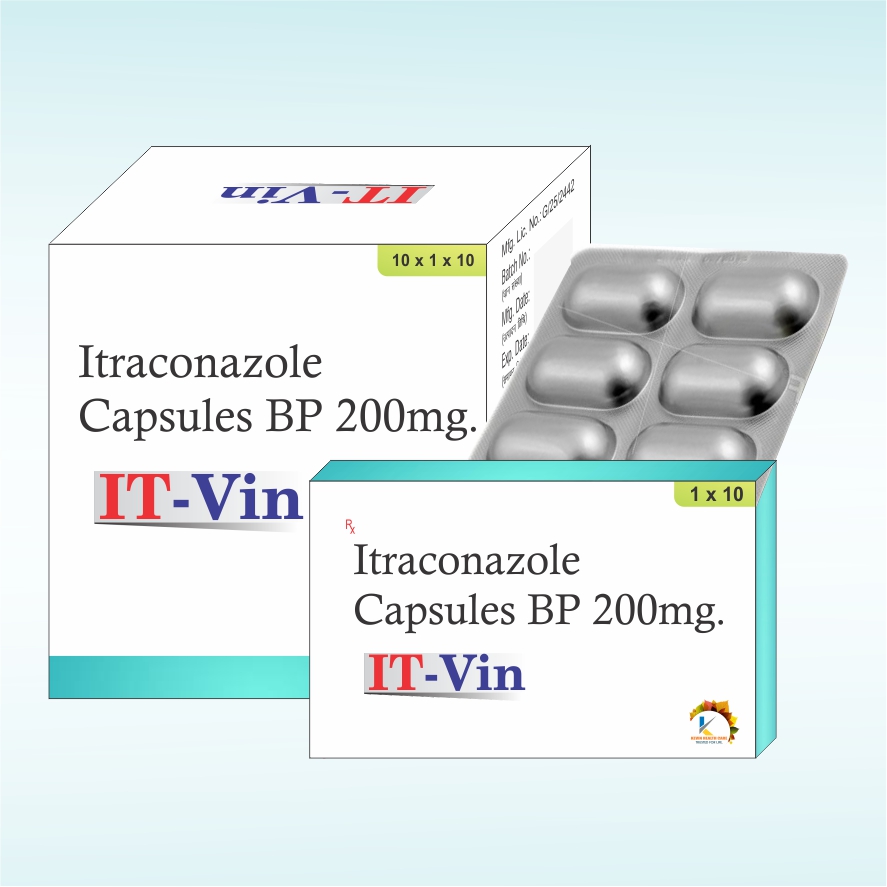 IT-Vin
10 x 1 x 10
Itraconazole
Capsules BP 200mg.
IT-Vin
Mfg. Lic. No.: G/25/2442
Batch No.:
Mfg. Date:
Exp. Date:
1 x 10
Rx
Itraconazole
Capsules BP 200mg.
IT-Vin
K